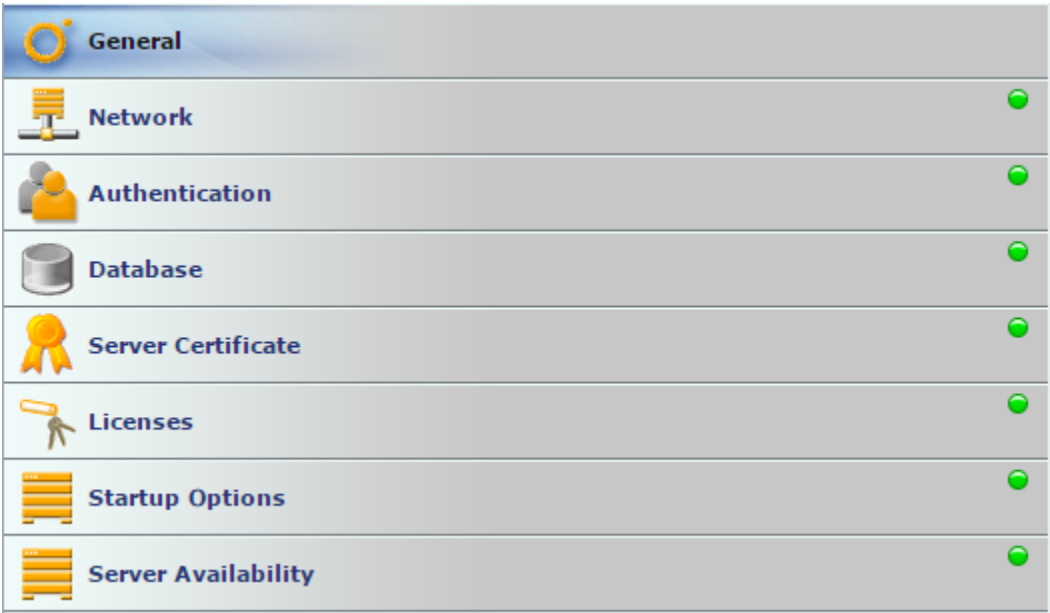 General
Network
Authentication
Database
Server Certificate
Licenses
Startup Options
Server Availability